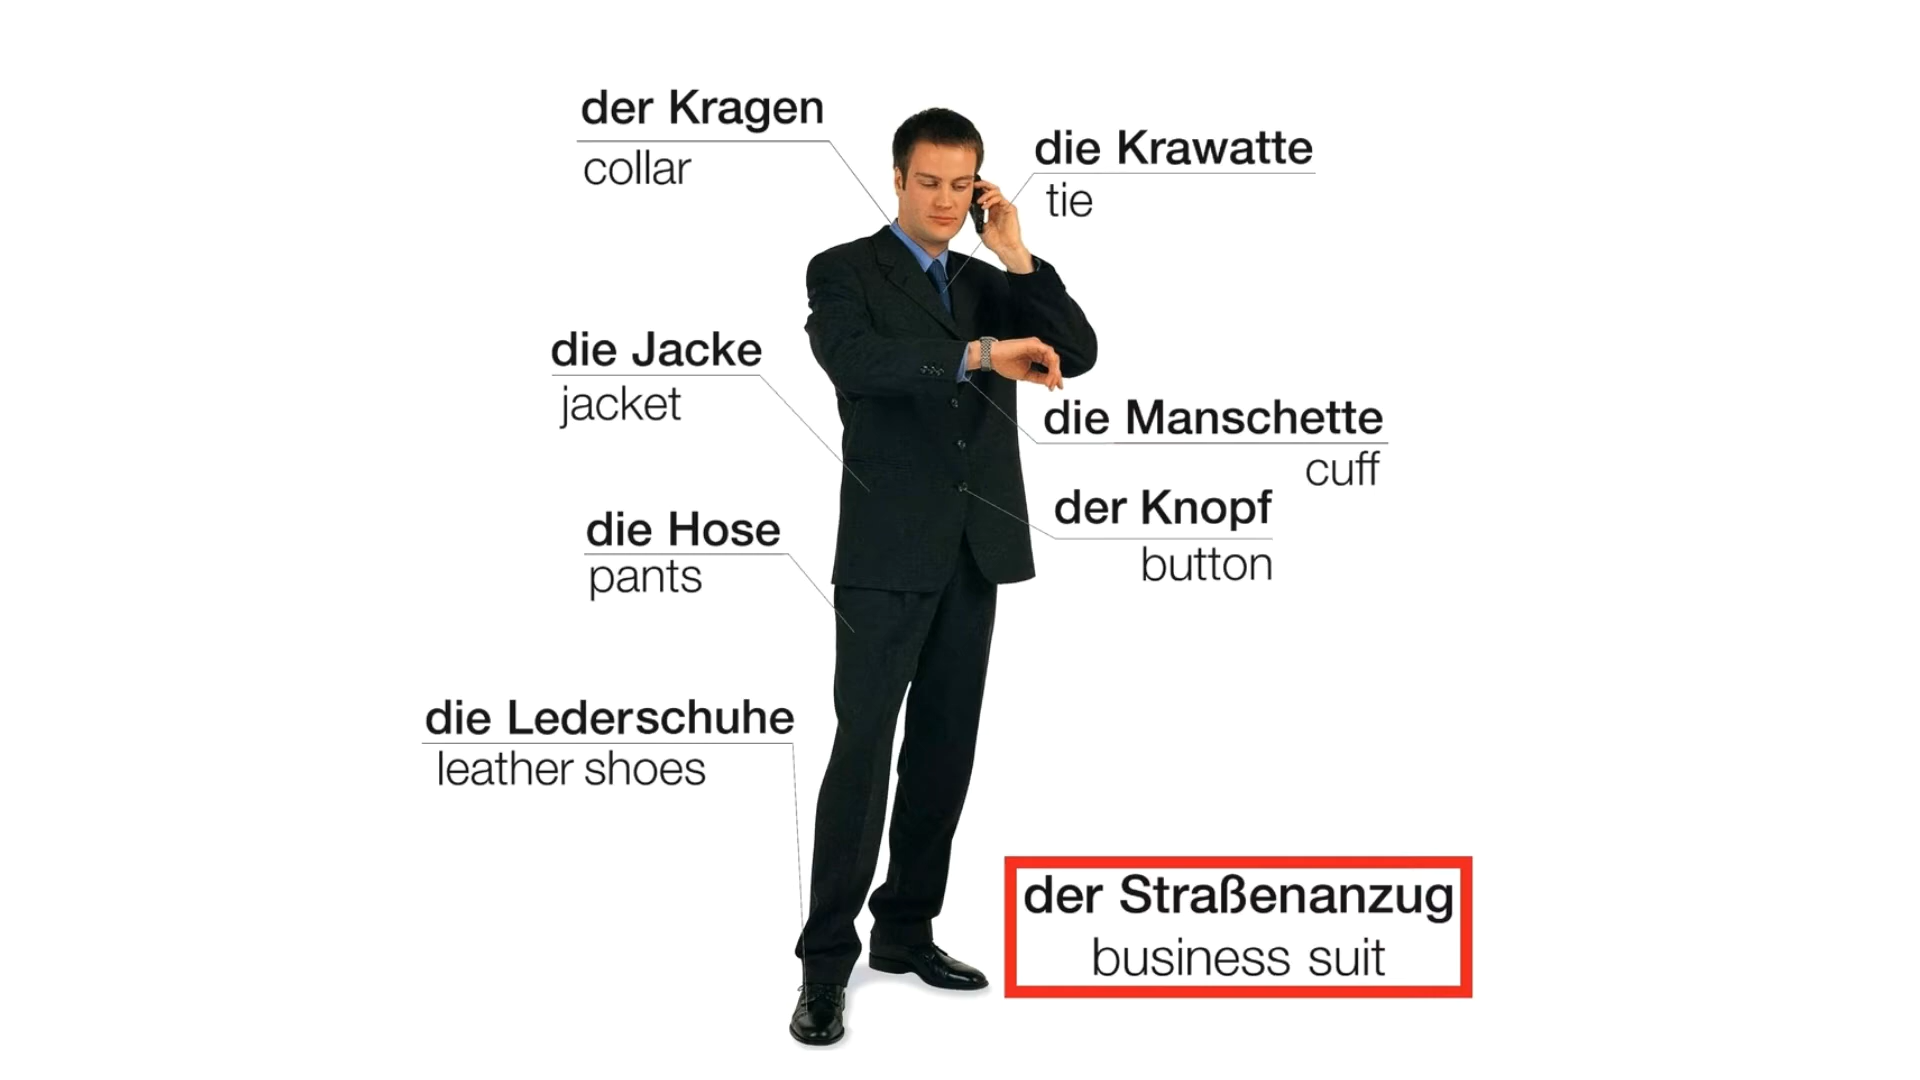 der Kragen
collar
die Krawatte
tie
die Jacke
jacket
die Manschette
cuff
der Knopf
button
die Hose
pants
die Lederschuhe
leather shoes
der Straßenanzug
business suit